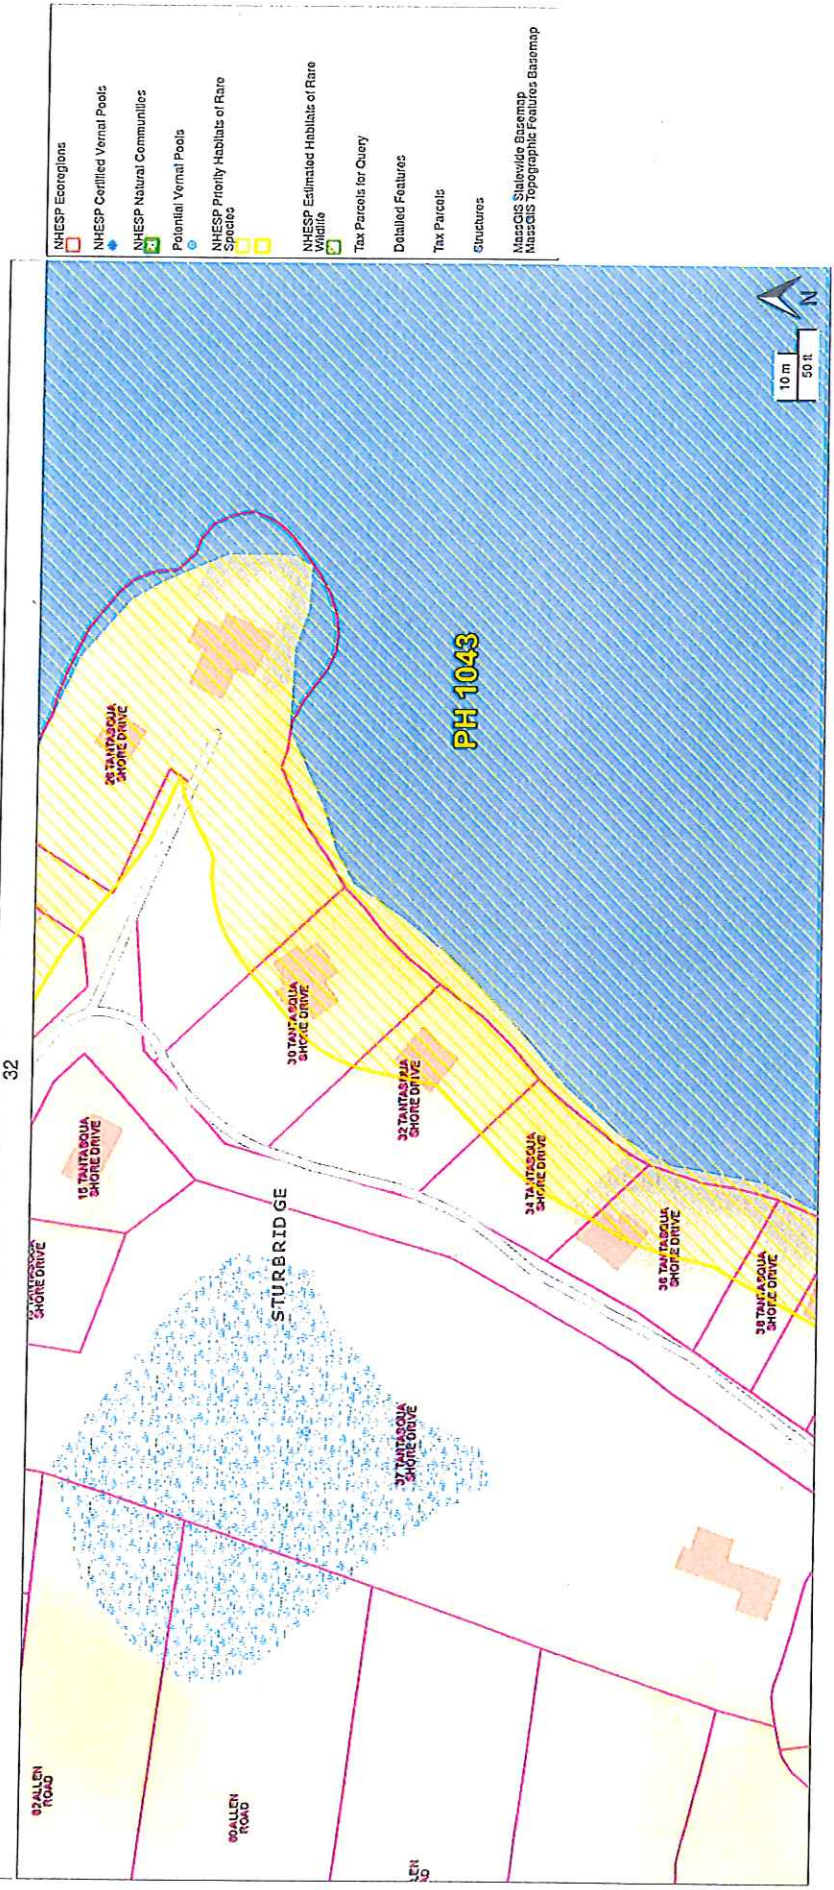 32
NHESP Ecoregions
NHESP Certified Vernal Pools
NHESP Natural Communities
Potential Vernal Pools
NHESP Priority Habitats of Rare
Species
NHESP Estimated Habitats of Rare
Wildlife
Tax Parcels for Query
Detailed Features
Tax Parcels
Structures
MassGIS Statewide Basemap
MassGIS Topographic Features Basemap
82 ALLEN
ROAD
80 ALLEN
ROAD
SHORE DRIVE
15 TANTASQUA
SHORE DRIVE
28 TANTASQUA
SHORE DRIVE
STURBRIDGE
30 TANTASQUA
SHORE DRIVE
32 TANTASQUA
SHORE DRIVE
37 TANTASQUA
SHORE DRIVE
34 TANTASQUA
SHORE DRIVE
36 TANTASQUA
SHORE DRIVE
38 TANTASQUA
SHORE DRIVE
PH 1043
10 m
50 ft
N